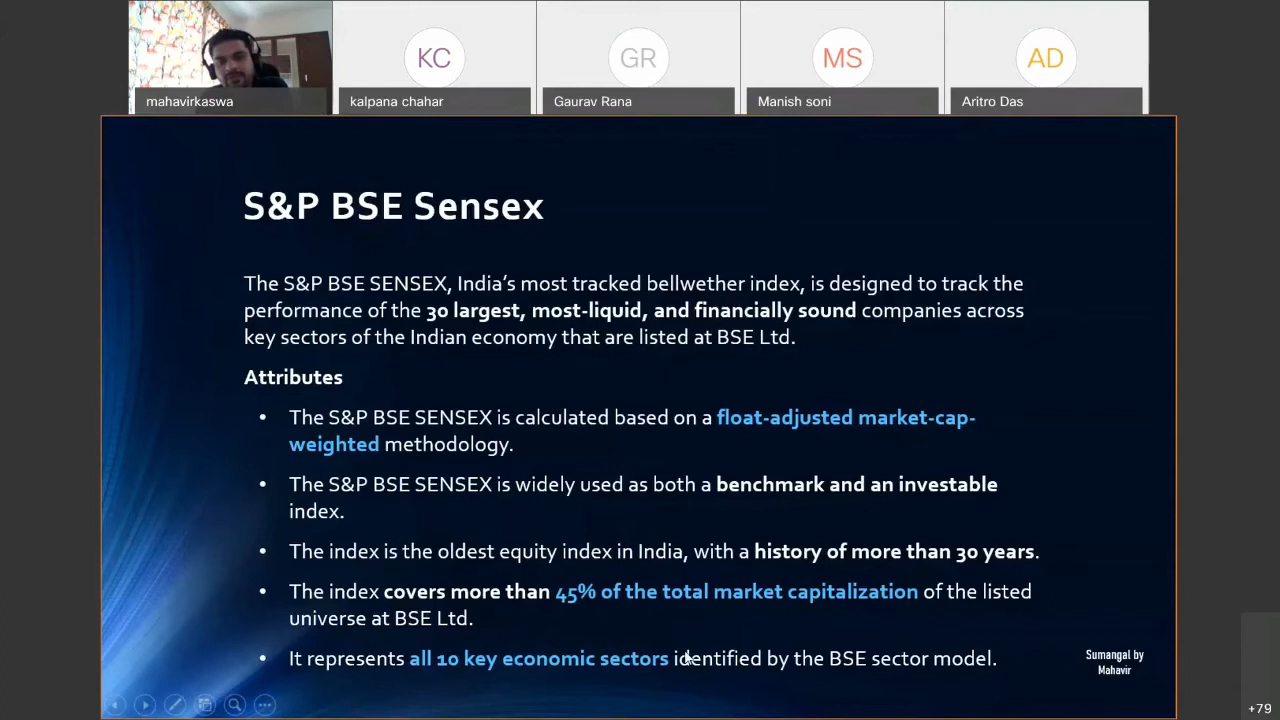 KC
GR
MS
AD
mahavirkaswa
kalpana chahar
Gaurav Rana
Manish soni
Aritro Das
S&P BSE Sensex
The S&P BSE SENSEX, India's most tracked bellwether index, is designed to track the
performance of the 30 largest, most-liquid, and financially sound companies across
key sectors of the Indian economy that are listed at BSE Ltd.
Attributes
• The S&P BSE SENSEX is calculated based on a float-adjusted market-cap-
weighted methodology.
• The S&P BSE SENSEX is widely used as both a benchmark and an investable
index.
• The index is the oldest equity index in India, with a history of more than 30 years.
• The index covers more than 45% of the total market capitalization of the listed
universe at BSE Ltd.
• It represents all 10 key economic sectors identified by the BSE sector model.
Sumangal by
Mahavir
+79